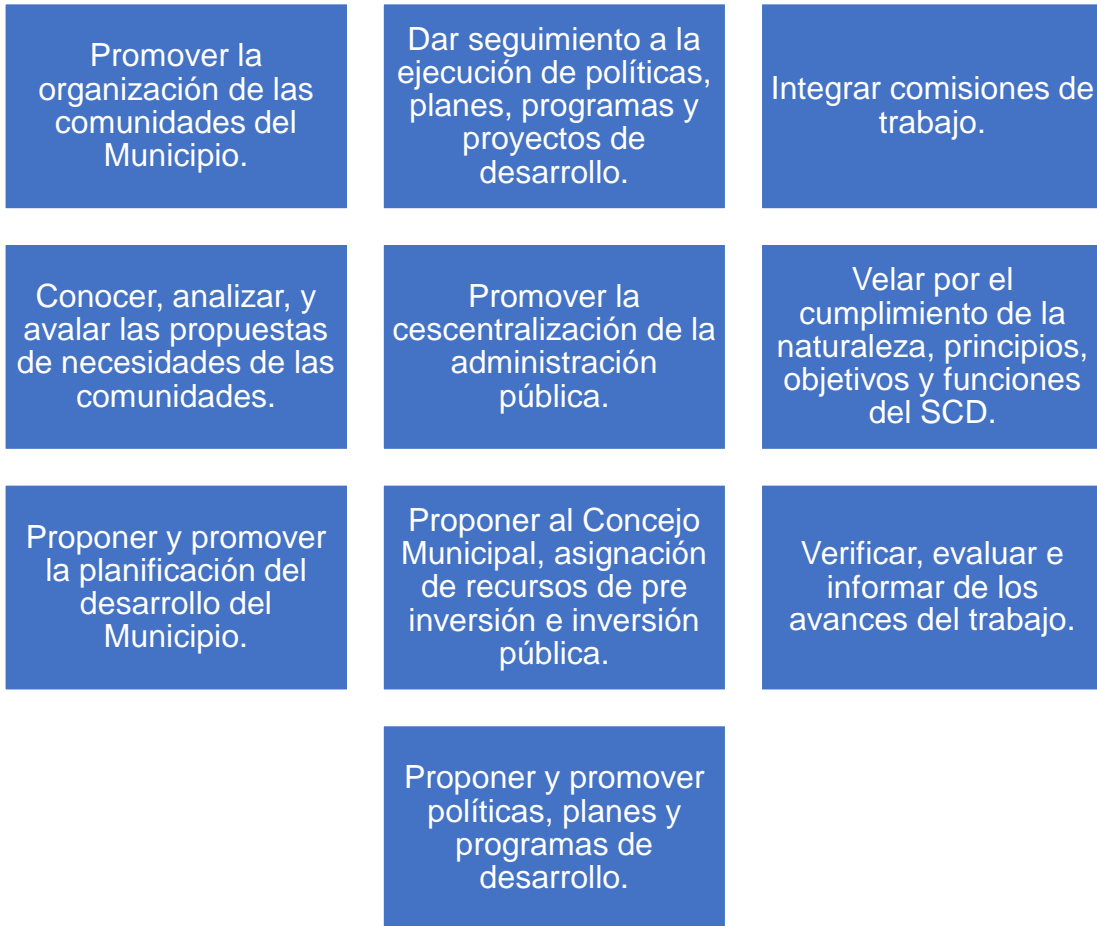 Promover la
organización de las
comunidades del
Municipio.
Dar seguimiento a la
ejecución de políticas,
planes, programas y
proyectos de
desarrollo.
Integrar comisiones de
trabajo.
Conocer, analizar, y
avalar las propuestas
de necesidades de las
comunidades.
Promover la
cescentralización de la
administración
pública.
Velar por el
cumplimiento de la
naturaleza, principios,
objetivos y funciones
del SCD.
Proponer y promover
la planificación del
desarrollo del
Municipio.
Proponer al Concejo
Municipal, asignación
de recursos de pre
inversión e inversión
pública.
Verificar, evaluar e
informar de los
avances del trabajo.
Proponer y promover
políticas, planes y
programas de
desarrollo.